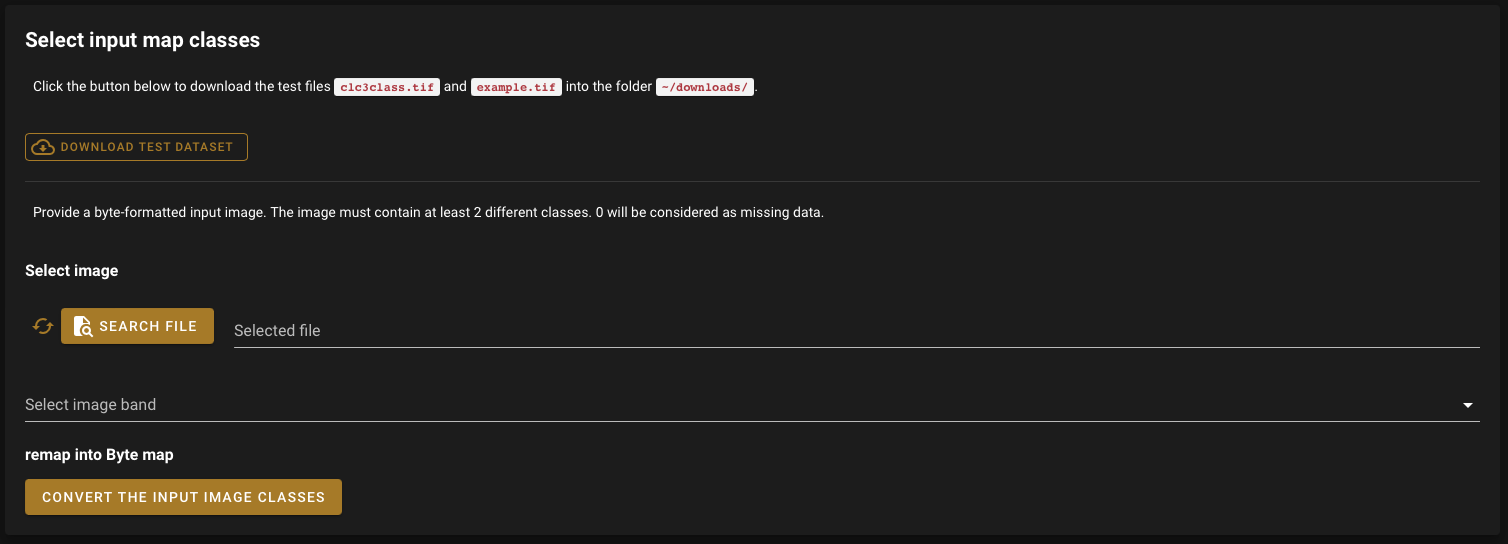 Select input map classes
Click the button below to download the test files clc3class.tif and example.tif into the folder ~/downloads/.
DOWNLOAD TEST DATASET
Provide a byte-formatted input image. The image must contain at least 2 different classes. 0 will be considered as missing data.
Select image
SEARCH FILE
Selected file
Select image band
remap into Byte map
CONVERT THE INPUT IMAGE CLASSES